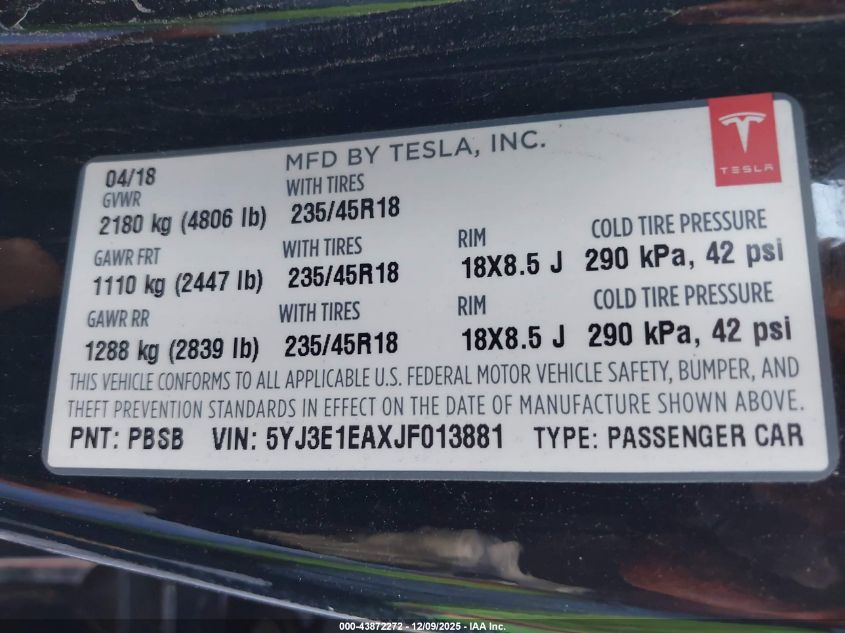 MFD BY TESLA, INC.
TESLA
04/18
GVWR WITH TIRES
2180 kg (4806 lb) 235/45R18
GAWR FRT WITH TIRES RIM COLD TIRE PRESSURE
1110 kg (2447 lb) 235/45R18 18X8.5 J 290 kPa, 42 psi
GAWR RR WITH TIRES RIM COLD TIRE PRESSURE
1288 kg (2839 lb) 235/45R18 18X8.5 J 290 kPa, 42 psi
THIS VEHICLE CONFORMS TO ALL APPLICABLE U.S. FEDERAL MOTOR VEHICLE SAFETY, BUMPER, AND
THEFT PREVENTION STANDARDS IN EFFECT ON THE DATE OF MANUFACTURE SHOWN ABOVE.
PNT: PBSB VIN: 5YJ3E1EAXJF013881 TYPE: PASSENGER CAR
000-43872272 - 12/09/2025 - IAA Inc.